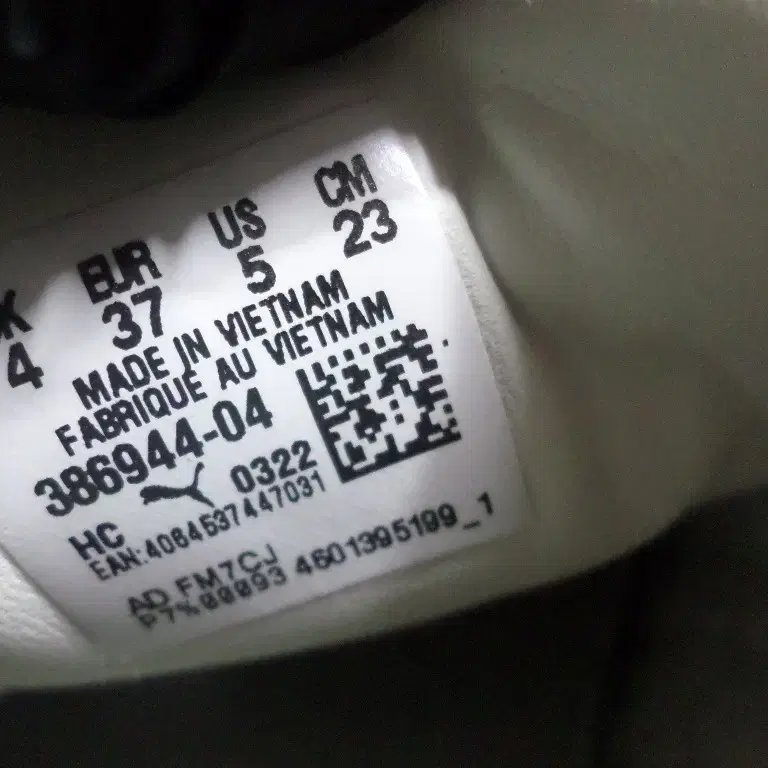 K EUR US CM
4 37 5 23
MADE IN VIETNAM
FABRIQUE AU VIETNAM
386944-04
HC 0322
EAN:4064537447031
AD FM7CJ
4601395199_1